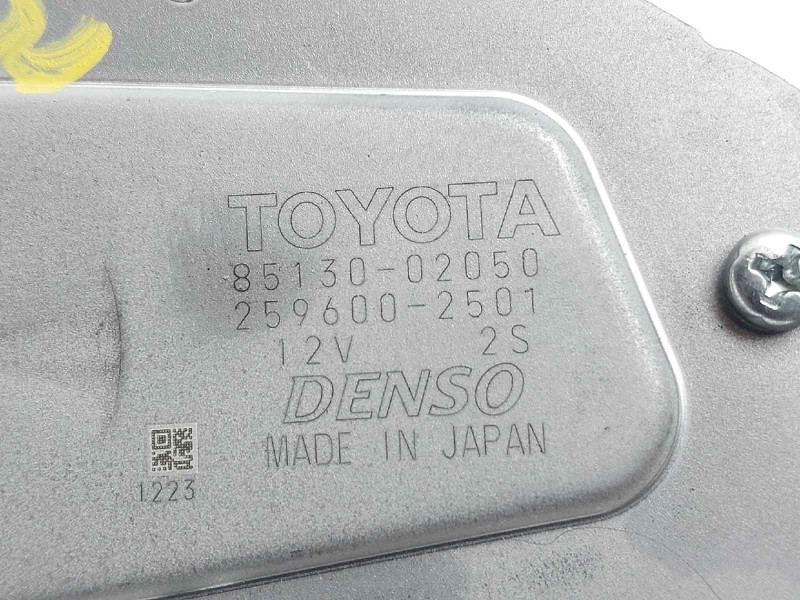 TOYOTA
85130-02050
259600-2501
12V 2S
DENSO
MADE IN JAPAN
1223